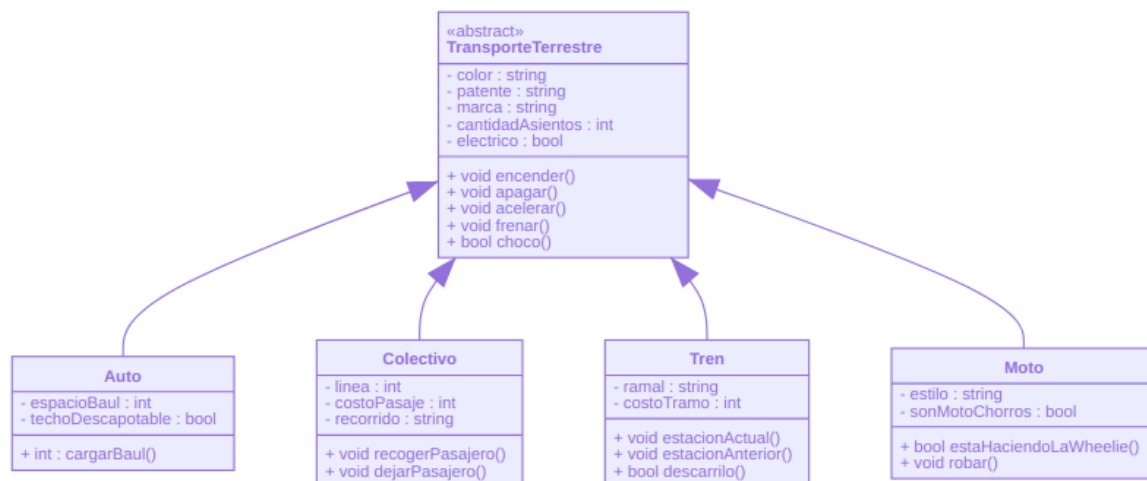 «abstract»
TransporteTerrestre
- color : string
- patente : string
- marca : string
- cantidadAsientos : int
- electrico : bool
+ void encender()
+ void apagar()
+ void acelerar()
+ void frenar()
+ bool choco()
Auto
- espacioBaul : int
- techoDescapotable : bool
+ int : cargarBaul()
Colectivo
- linea : int
- costoPasaje : int
- recorrido : string
+ void recogerPasajero()
+ void dejarPasajero()
Tren
- ramal : string
- costoTramo : int
+ void estacionActual()
+ void estacionAnterior()
+ bool descarrilo()
Moto
- estilo : string
- sonMotoChorros : bool
+ bool estaHaciendoLaWheelie()
+ void robar()